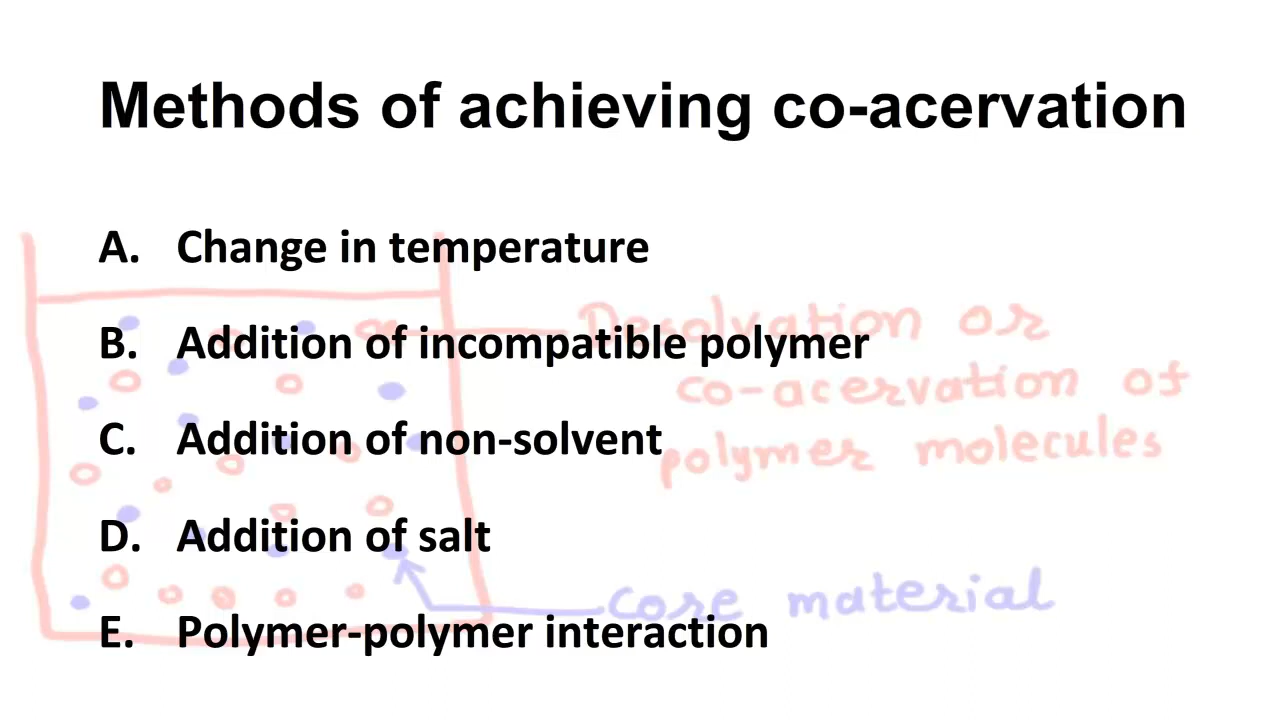 Methods of achieving co-acervation
A. Change in temperature
Desolvation or
B. Addition of incompatible polymer
co-acervation of
C. Addition of non-solvent
polymer molecules
D. Addition of salt
core material
E. Polymer-polymer interaction